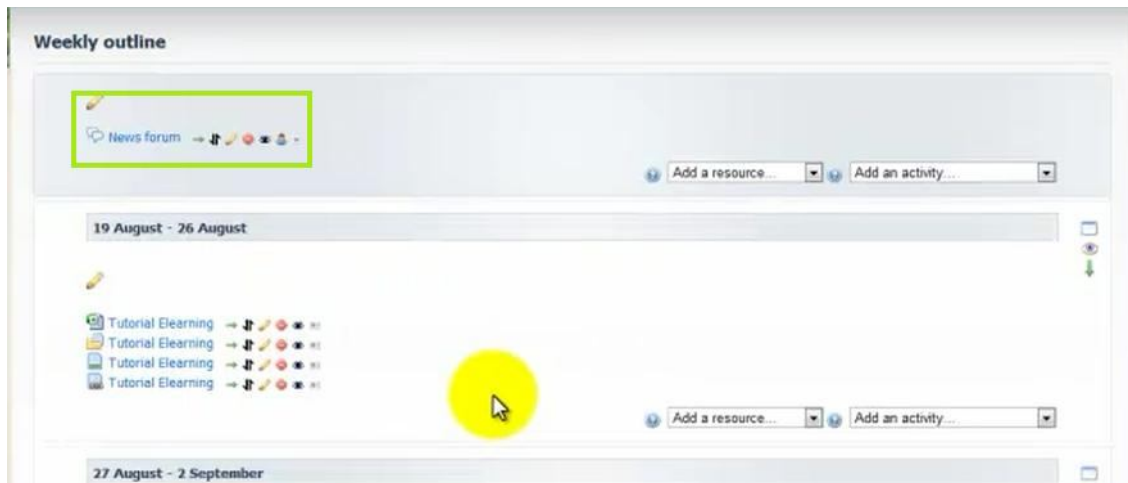 Weekly outline
News forum
Add a resource... Add an activity...
19 August - 26 August
Tutorial Elearning
Tutorial Elearning
Tutorial Elearning
Tutorial Elearning
Add a resource... Add an activity...
27 August - 2 September